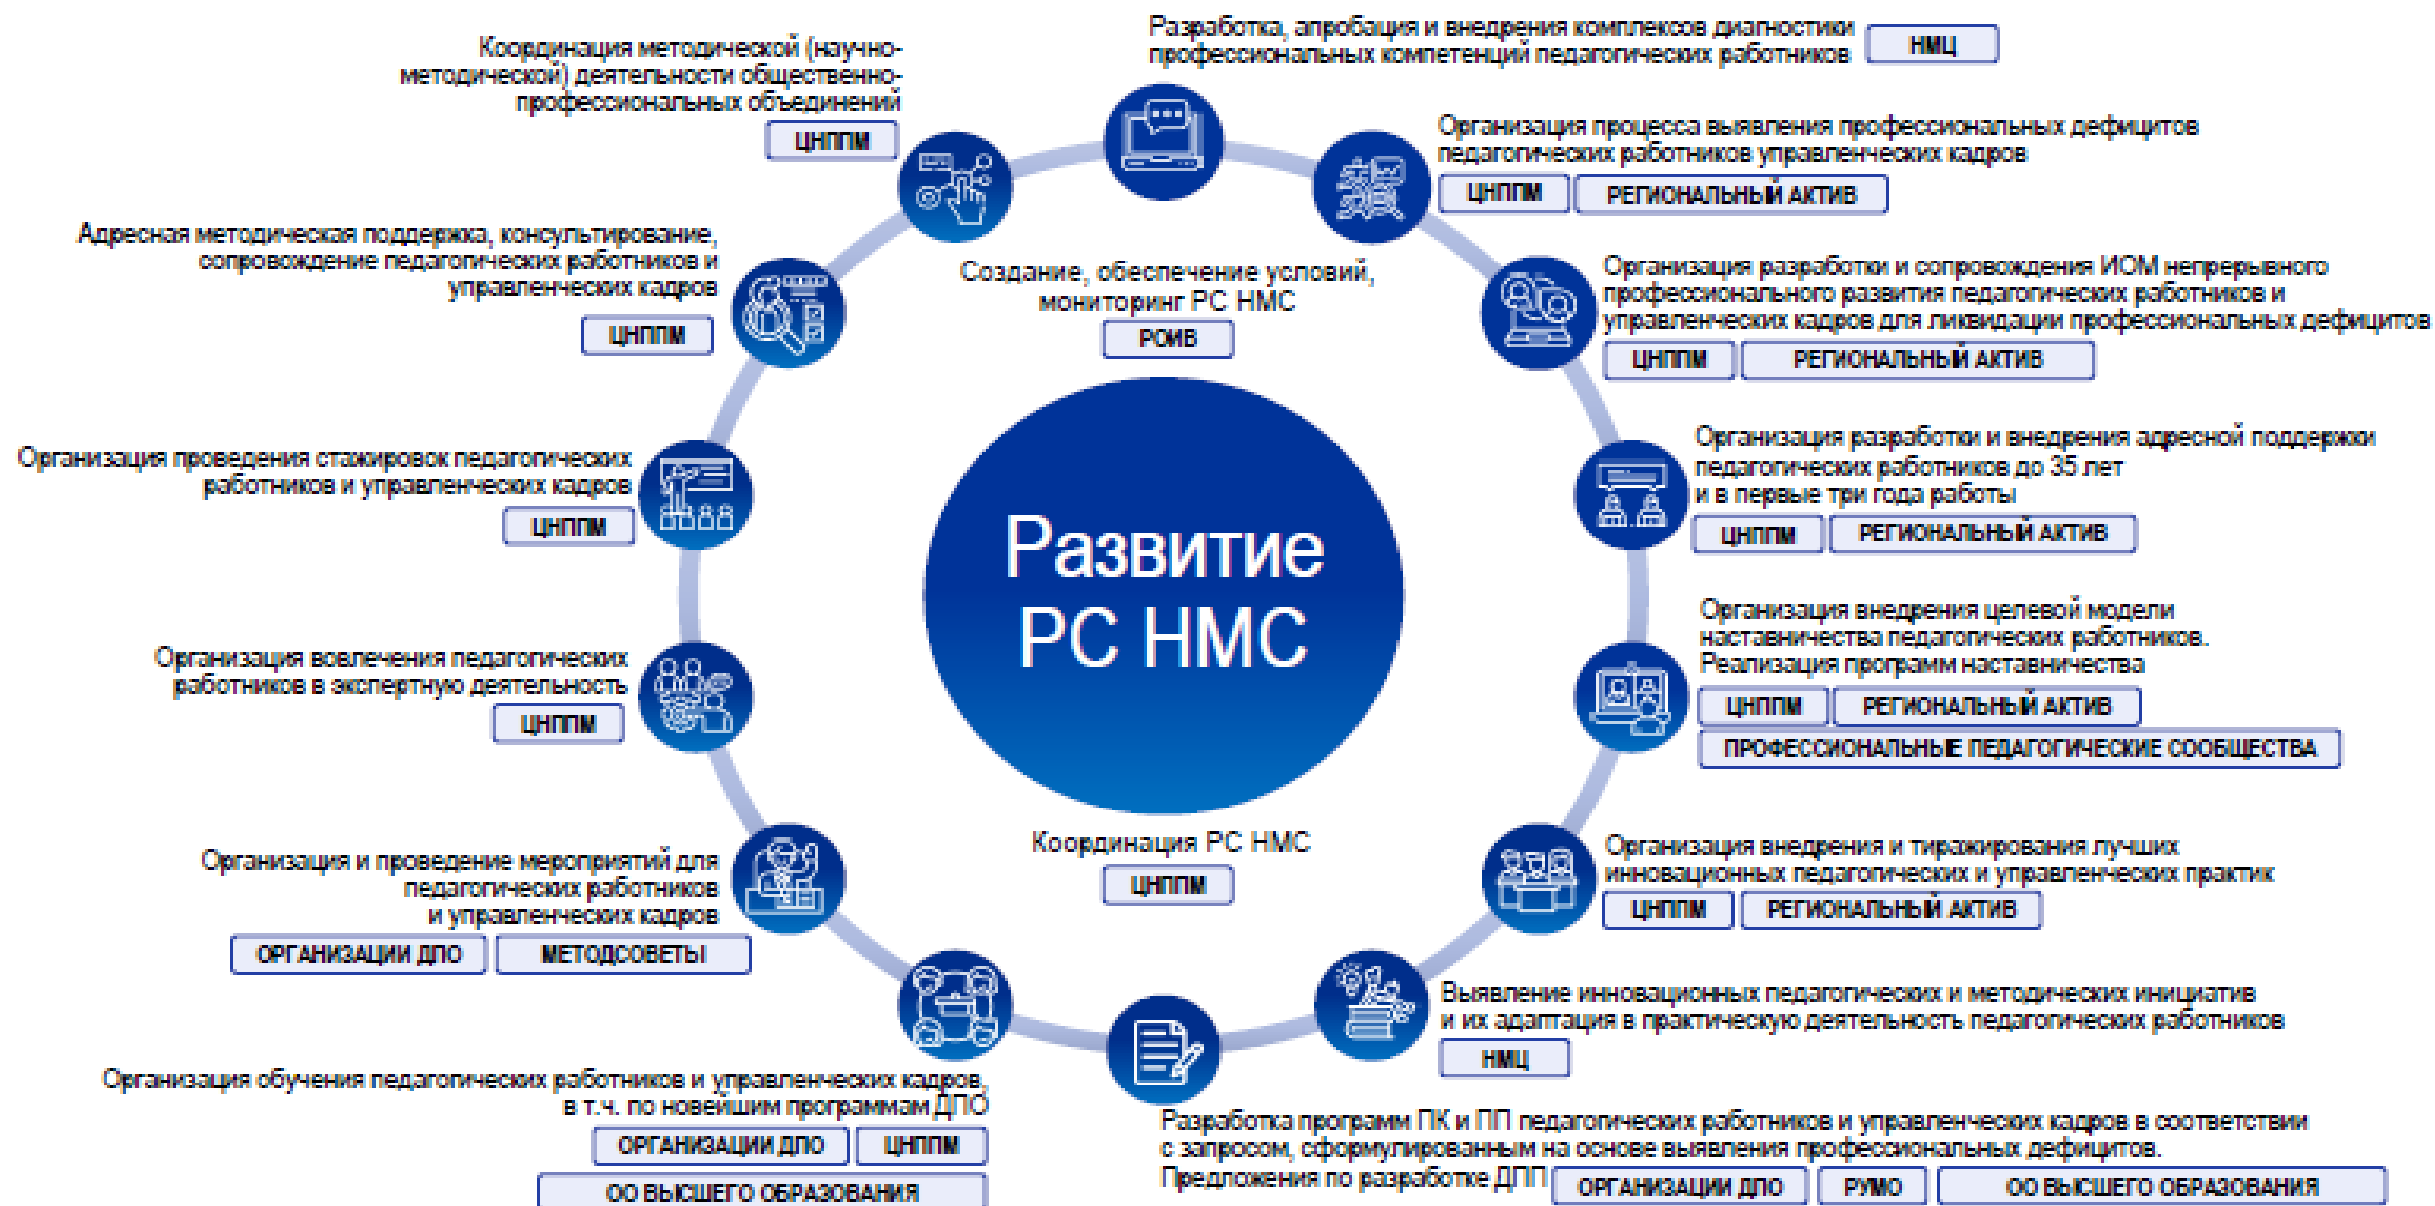 Разработка, апробация и внедрения комплексов диагностики
профессиональных компетенций педагогических работников
НМЦ
Организация процесса выявления профессиональных дефицитов
педагогических работников управленческих кадров
ЦНППМ
РЕГИОНАЛЬНЫЙ АКТИВ
Организация разработки и сопровождения ИОМ непрерывного
профессионального развития педагогических работников и
управленческих кадров для ликвидации профессиональных дефицитов
ЦНППМ
РЕГИОНАЛЬНЫЙ АКТИВ
Организация разработки и внедрения адресной поддержки
педагогических работников до 35 лет
и в первые три года работы
ЦНППМ
РЕГИОНАЛЬНЫЙ АКТИВ
Организация внедрения целевой модели
наставничества педагогических работников.
Реализация программ наставничества
ЦНППМ
РЕГИОНАЛЬНЫЙ АКТИВ
ПРОФЕССИОНАЛЬНЫЕ ПЕДАГОГИЧЕСКИЕ СООБЩЕСТВА
Организация внедрения и тиражирования лучших
инновационных педагогических и управленческих практик
ЦНППМ
РЕГИОНАЛЬНЫЙ АКТИВ
Выявление инновационных педагогических и методических инициатив
и их адаптация в практическую деятельность педагогических работников
НМЦ
Разработка программ ПК и ПП педагогических работников и управленческих кадров в соответствии
с запросом, сформулированным на основе выявления профессиональных дефицитов.
Предложения по разработке ДПП
ОРГАНИЗАЦИИ ДПО
РУМО
ОО ВЫСШЕГО ОБРАЗОВАНИЯ
Организация обучения педагогических работников и управленческих кадров,
в т.ч. по новейшим программам ДПО
ОРГАНИЗАЦИИ ДПО
ЦНППМ
ОО ВЫСШЕГО ОБРАЗОВАНИЯ
Организация и проведение мероприятий для
педагогических работников
и управленческих кадров
ОРГАНИЗАЦИИ ДПО
МЕТОДСОВЕТЫ
Организация вовлечения педагогических
работников в экспертную деятельность
ЦНППМ
Организация проведения стажировок педагогических
работников и управленческих кадров
ЦНППМ
Адресная методическая поддержка, консультирование,
сопровождение педагогических работников и
управленческих кадров
ЦНППМ
Координация методической (научно-
методической) деятельности общественно-
профессиональных объединений
ЦНППМ
Создание, обеспечение условий,
мониторинг РС НМС
РОИВ
Развитие
РС НМС
Координация РС НМС
ЦНППМ